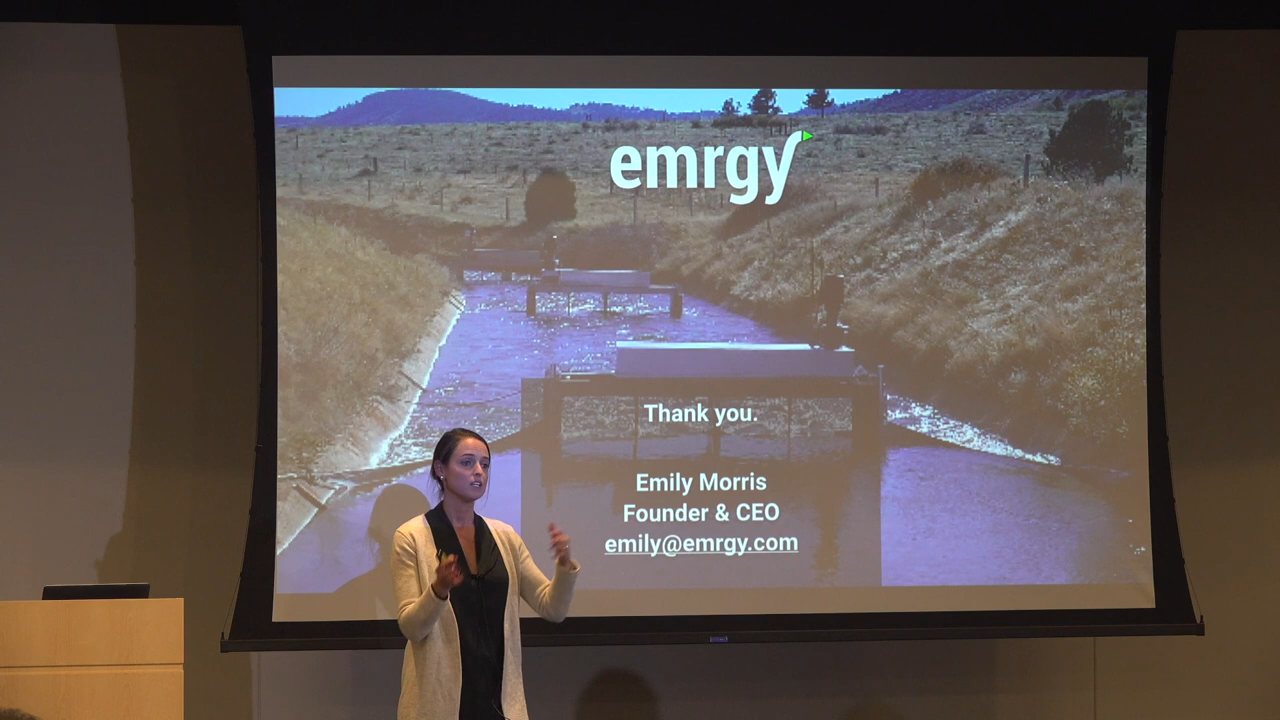 emrgy
Thank you.
Emily Morris
Founder & CEO
emily@emrgy.com